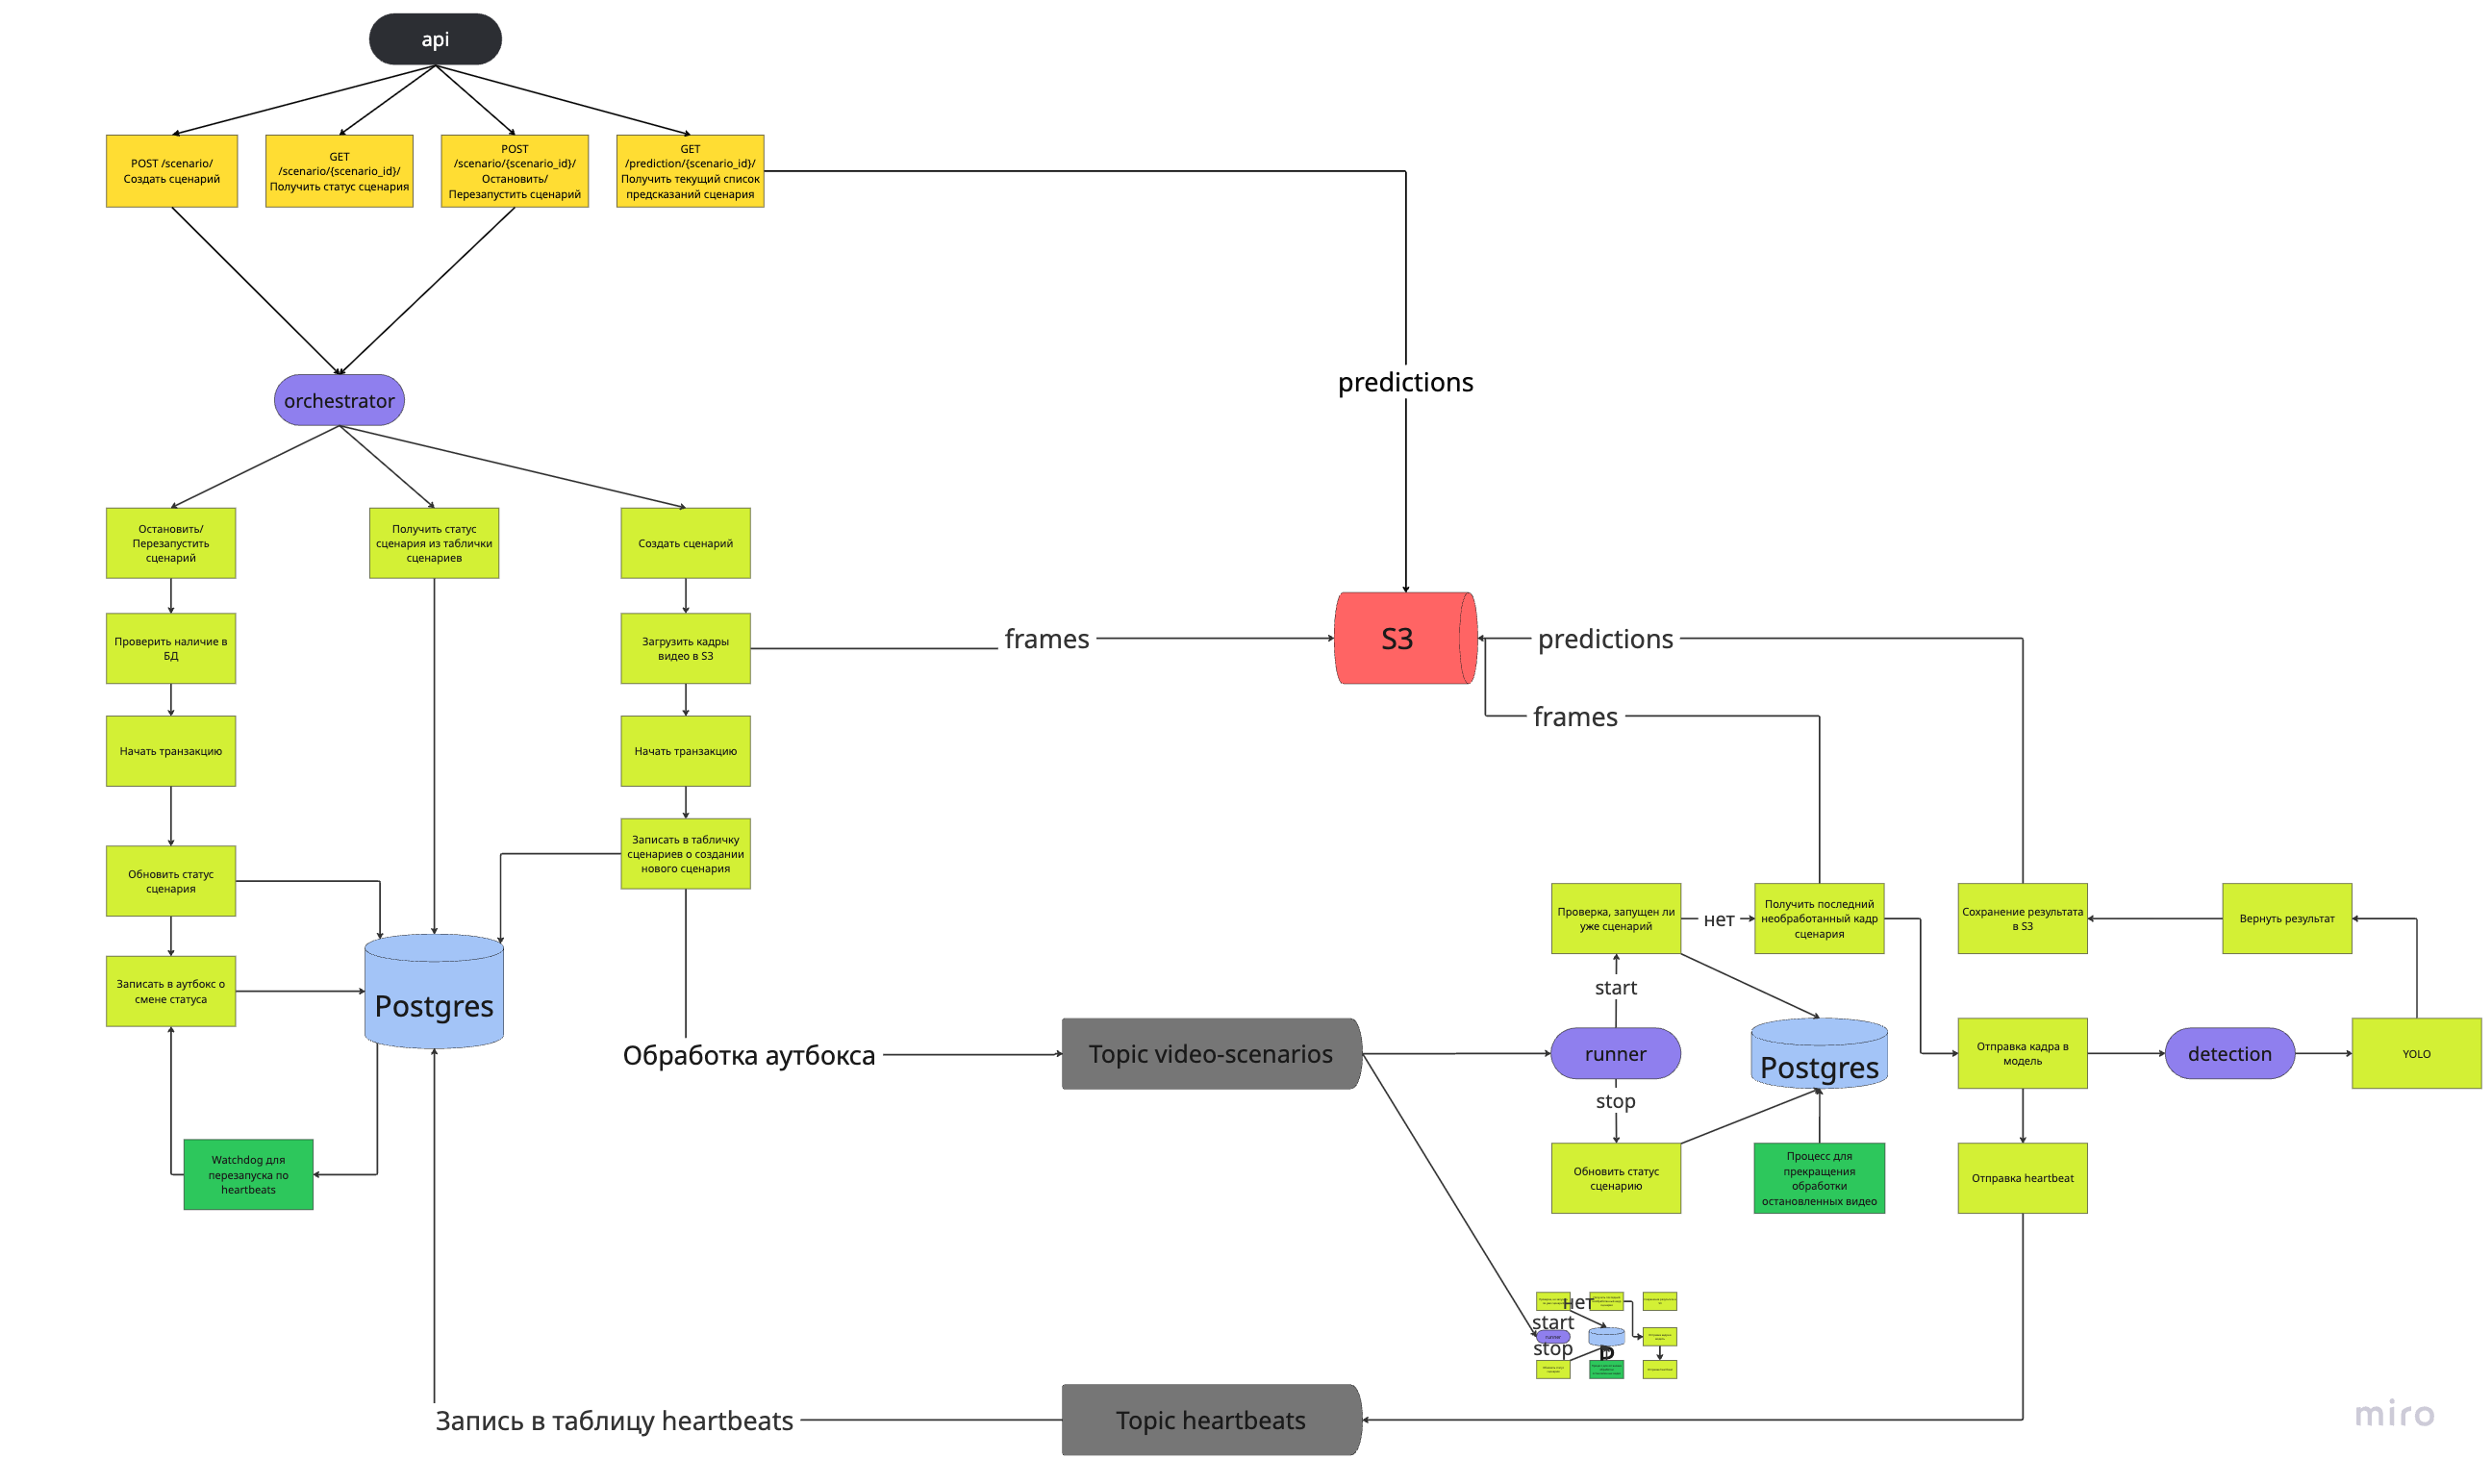 api
POST /scenario/
Создать сценарий
GET
/scenario/{scenario_id}/
Получить статус сценария
POST
/scenario/{scenario_id}/
Остановить/
Перезапустить сценарий
GET
/prediction/{scenario_id}/
Получить текущий список
предсказаний сценария
predictions
orchestrator
Остановить/
Перезапустить
сценарий
Получить статус
сценария из таблички
сценариев
Создать сценарий
Проверить наличие в
БД
Загрузить кадры
видео в S3
frames
S3
predictions
frames
Начать транзакцию
Начать транзакцию
Записать в табличку
сценариев о создании
нового сценария
Обновить статус
сценария
Записать в аутбокс о
смене статуса
Postgres
Watchdog для
перезапуска по
heartbeats
Обработка аутбокса
Topic video-scenarios
Проверка, запущен ли
уже сценарий
нет
Получить последний
необработанный кадр
сценария
Сохранение результата
в S3
Вернуть результат
start
runner
stop
Postgres
Отправка кадра в
модель
detection
YOLO
Обновить статус
сценарию
Процесс для
прекращения
обработки
остановленных видео
Отправка heartbeat
нет
start
runner
stop
P
Запись в таблицу heartbeats
Topic heartbeats
miro